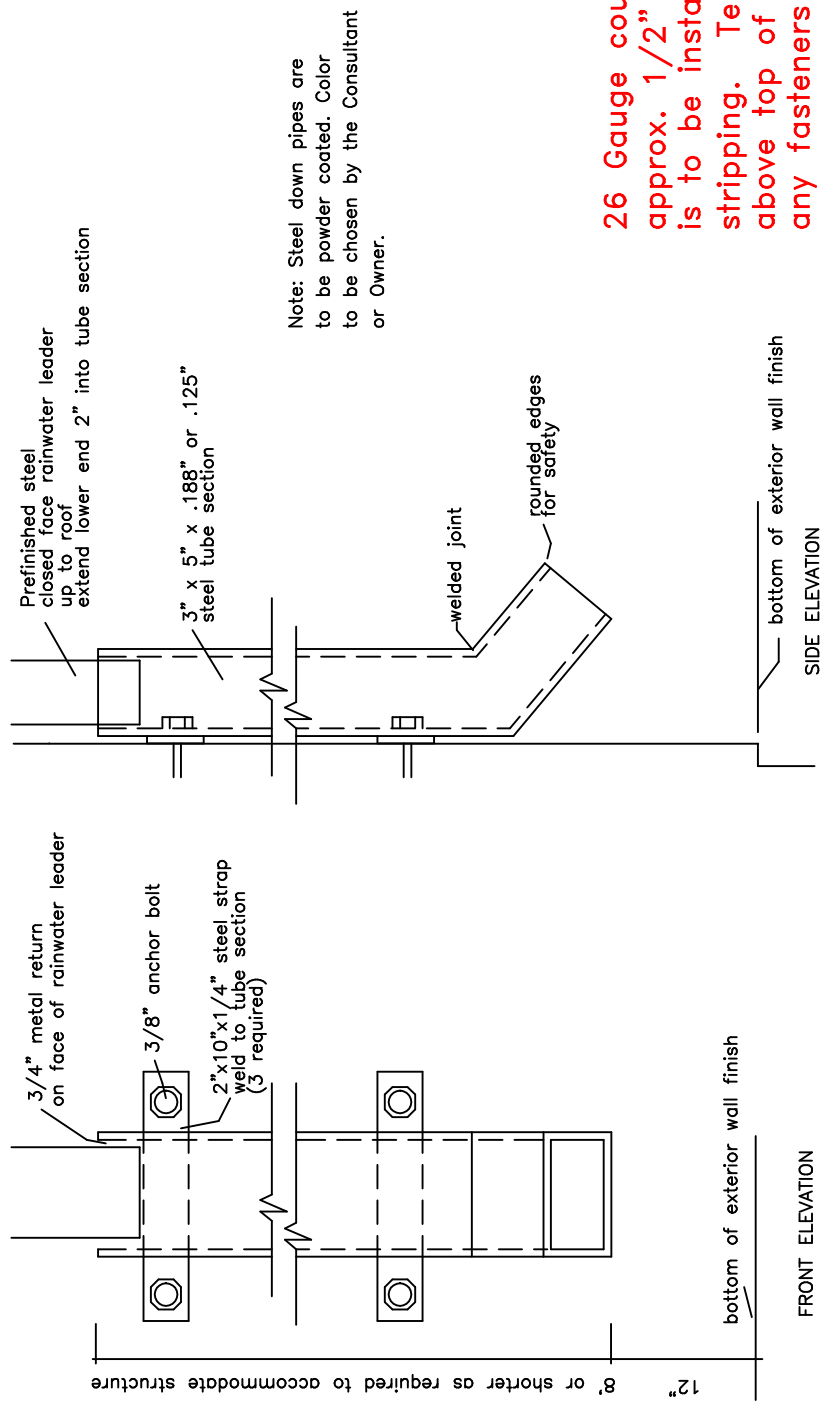 Prefinished steel
closed face rainwater leader
up to roof
extend lower end 2" into tube section
3" x 5" x .188" or .125"
steel tube section
Note: Steel down pipes are
to be powder coated. Color
to be chosen by the Consultant
or Owner.
welded joint
rounded edges
for safety
bottom of exterior wall finish
SIDE ELEVATION
26 Gauge cou
approx. 1/2"
is to be insta
stripping. Te
above top of
any fasteners
3/4" metal return
on face of rainwater leader
3/8" anchor bolt
2"x10"x1/4" steel strap
weld to tube section
(3 required)
bottom of exterior wall finish
FRONT ELEVATION
8' or shorter as required to accommodate structure
12"